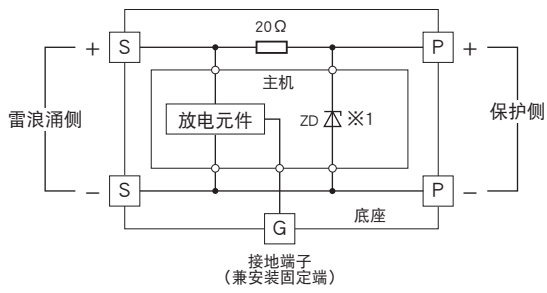 20Ω
+ S P +
主机
雷浪涌侧
放电元件
ZD ※1
保护侧
− S P −
G
底座
接地端子
（兼安装固定端）